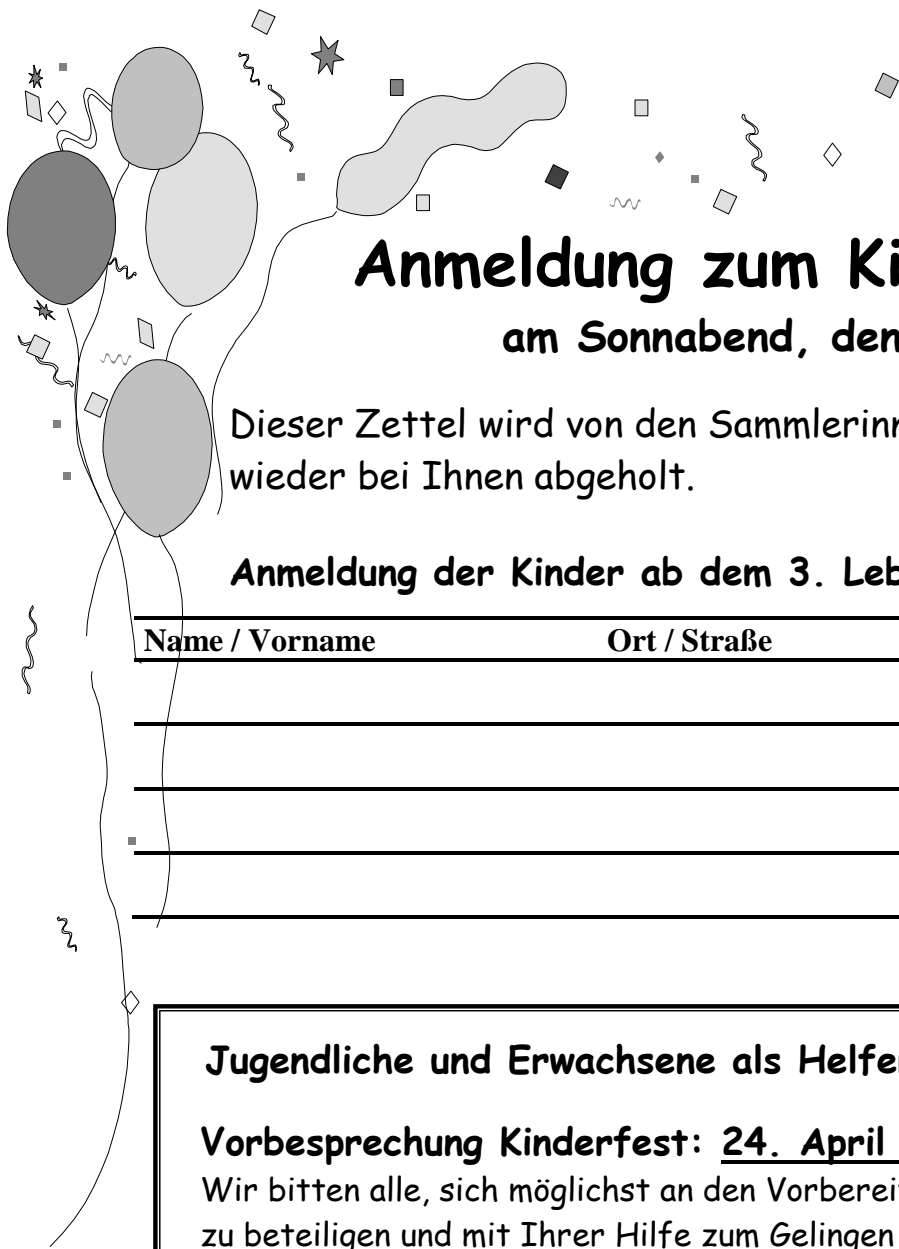 Anmeldung zum Ki
am Sonnabend, den
Dieser Zettel wird von den Sammlerinn
wieder bei Ihnen abgeholt.
Anmeldung der Kinder ab dem 3. Leb
Name / Vorname Ort / Straße
Jugendliche und Erwachsene als Helfer
Vorbesprechung Kinderfest: 24. April
Wir bitten alle, sich möglichst an den Vorbereit
zu beteiligen und mit Ihrer Hilfe zum Gelingen